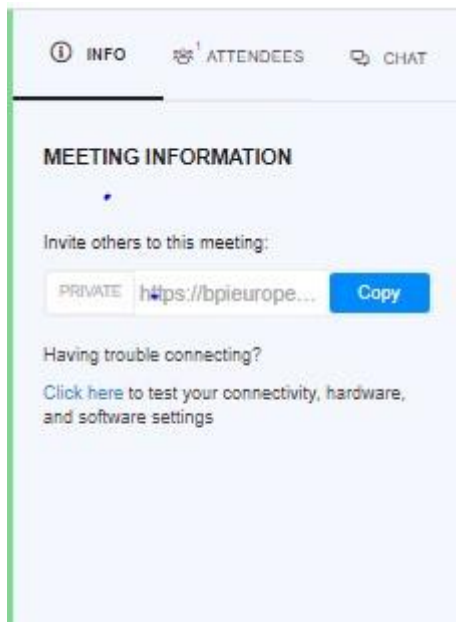 INFO
1 ATTENDEES
CHAT
MEETING INFORMATION
Invite others to this meeting:
PRIVATE https://bpieurope... Copy
Having trouble connecting?
Click here to test your connectivity, hardware,
and software settings